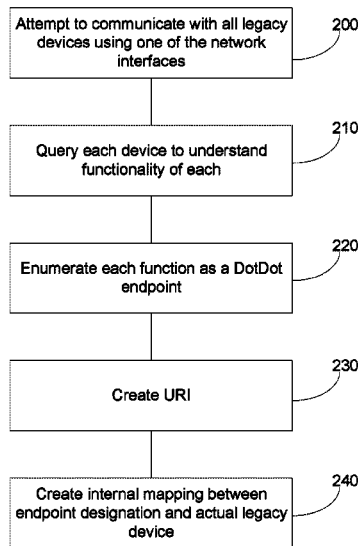 Attempt to communicate with all legacy
devices using one of the network
interfaces
200
Query each device to understand
functionality of each
210
Enumerate each function as a DotDot
endpoint
220
Create URI
230
Create internal mapping between
endpoint designation and actual legacy
device
240